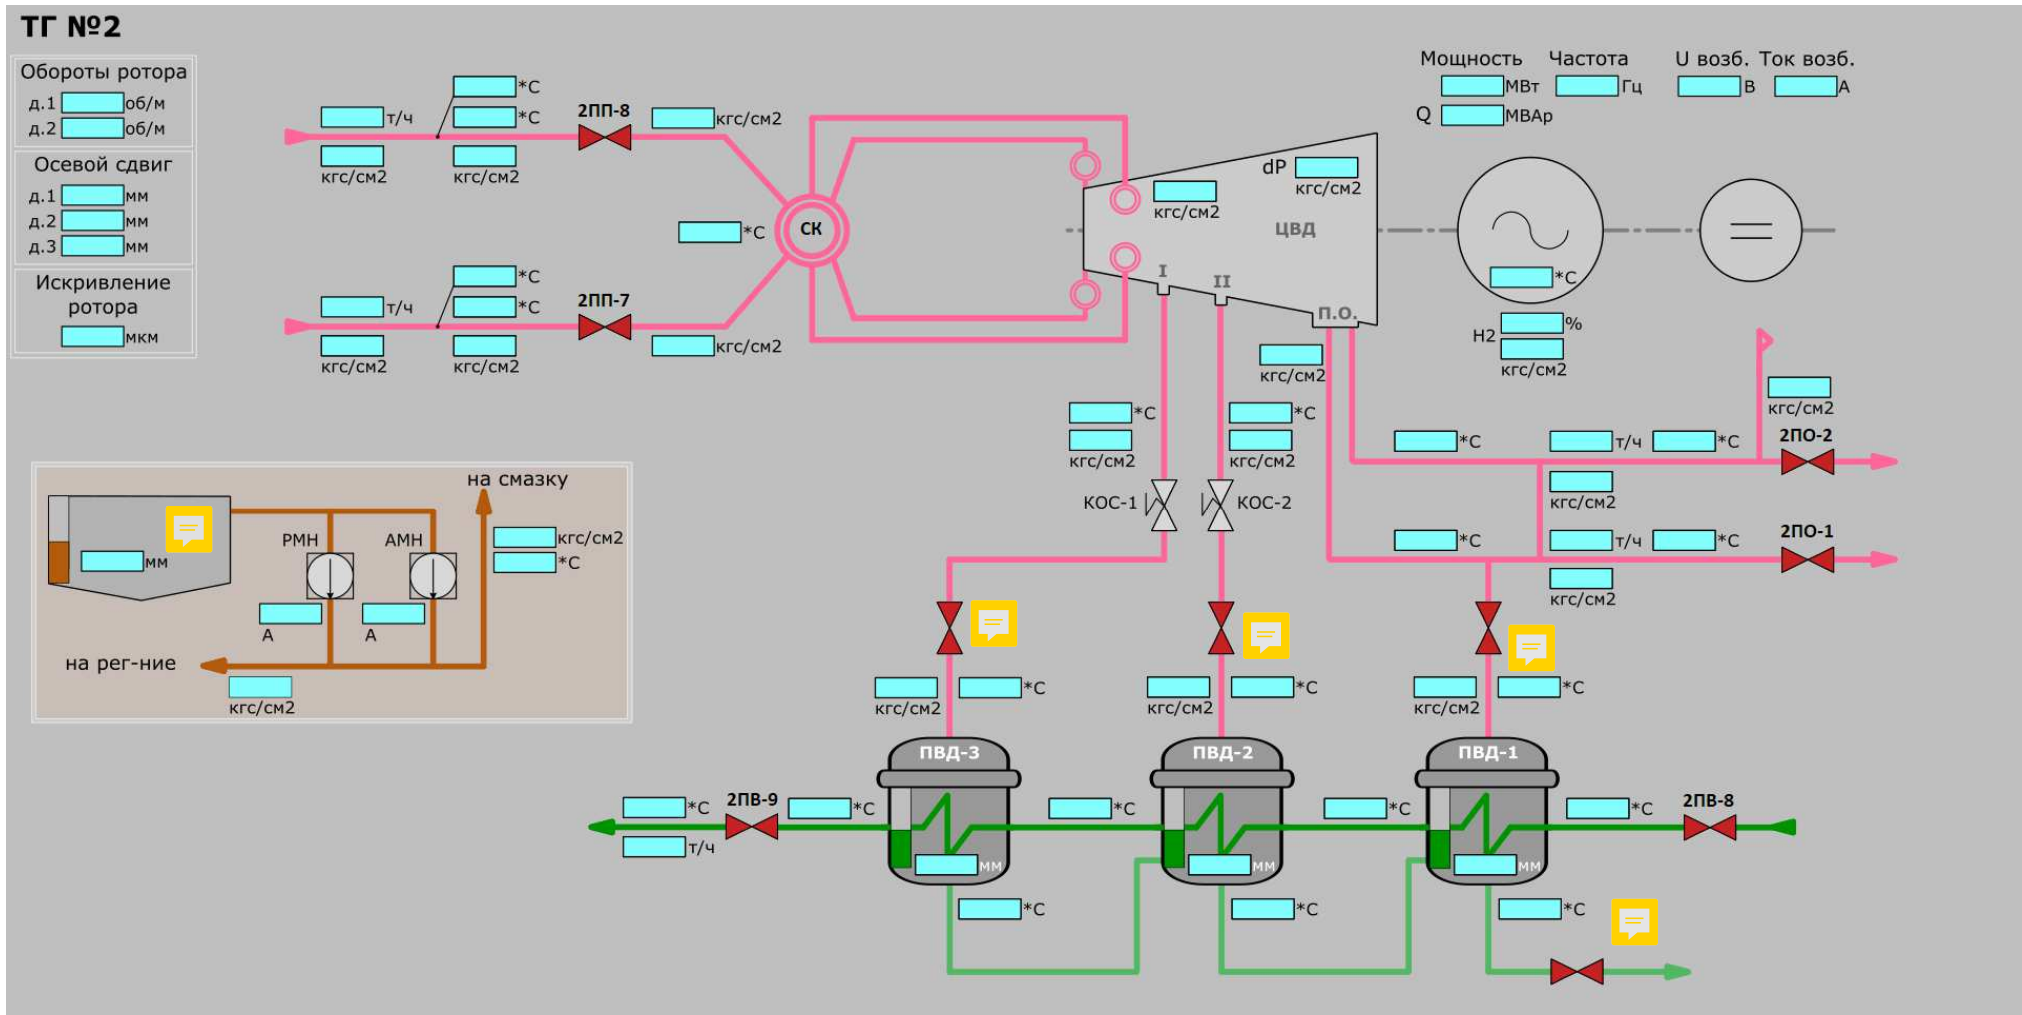 ТГ №2
Обороты ротора
д.1 об/м
д.2 об/м
Осевой сдвиг
д.1 мм
д.2 мм
д.3 мм
Искривление
ротора
мкм
*С
т/ч
*С
2ПП-8
кгс/см2
кгс/см2
кгс/см2
*С
СК
*С
т/ч
*С
2ПП-7
кгс/см2
кгс/см2
кгс/см2
Мощность Частота U возб. Ток возб.
МВт Гц В А
Q МВАр
dP
кгс/см2
кгс/см2
ЦВД
I
II
П.О.
*С
H2 %
кгс/см2
кгс/см2
кгс/см2
*С
кгс/см2
*С
кгс/см2
*С т/ч *С 2ПО-2
кгс/см2
КОС-1
КОС-2
*С т/ч *С 2ПО-1
кгс/см2
на смазку
кгс/см2
*С
мм
РМН
АМН
А
А
на рег-ние
кгс/см2
кгс/см2 *С
кгс/см2 *С
кгс/см2 *С
ПВД-3
ПВД-2
ПВД-1
*С 2ПВ-9 *С *С *С *С 2ПВ-8
т/ч
мм
мм
мм
*С
*С
*С